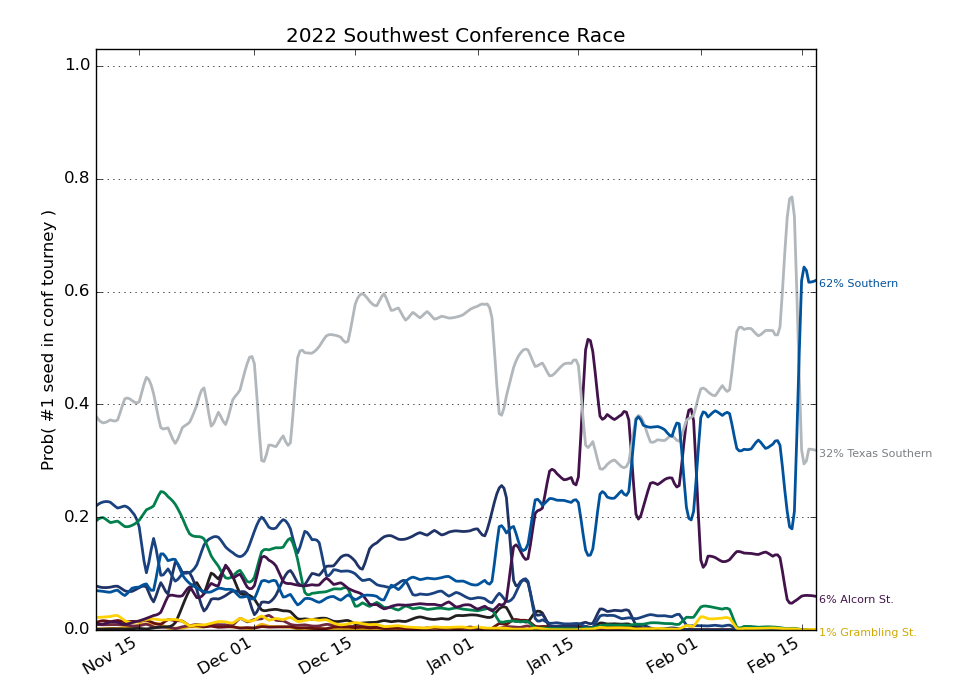 2022 Southwest Conference Race
Prob( #1 seed in conf tourney )
1.0
0.8
0.6
0.4
0.2
0.0
62% Southern
32% Texas Southern
6% Alcorn St.
1% Grambling St.
Nov 15
Dec 01
Dec 15
Jan 01
Jan 15
Feb 01
Feb 15